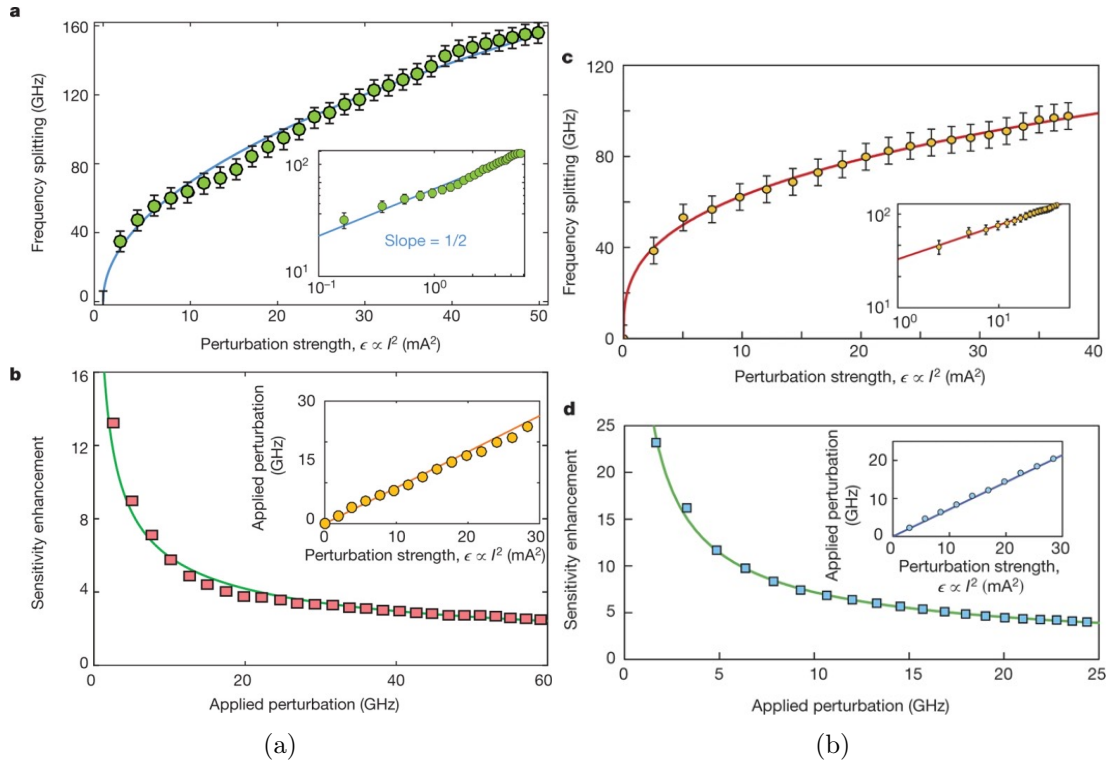 a
160
120
80
40
0
Frequency splitting (GHz)
10²
10¹
10⁻¹
10⁰
Slope = 1/2
0
10
20
30
40
50
Perturbation strength, ϵ ∝ I² (mA²)
b
16
12
8
4
0
Sensitivity enhancement
Applied perturbation
(GHz)
30
15
0
0
10
20
30
Perturbation strength, ϵ ∝ I² (mA²)
0
20
40
60
Applied perturbation (GHz)
(a)
c
120
80
40
0
Frequency splitting (GHz)
10²
10¹
10⁰
10¹
0
10
20
30
40
Perturbation strength, ϵ ∝ I² (mA²)
d
25
20
15
10
5
0
Sensitivity enhancement
Applied perturbation
(GHz)
20
10
0
0
10
20
30
Perturbation strength,
ϵ ∝ I² (mA²)
0
5
10
15
20
25
Applied perturbation (GHz)
(b)